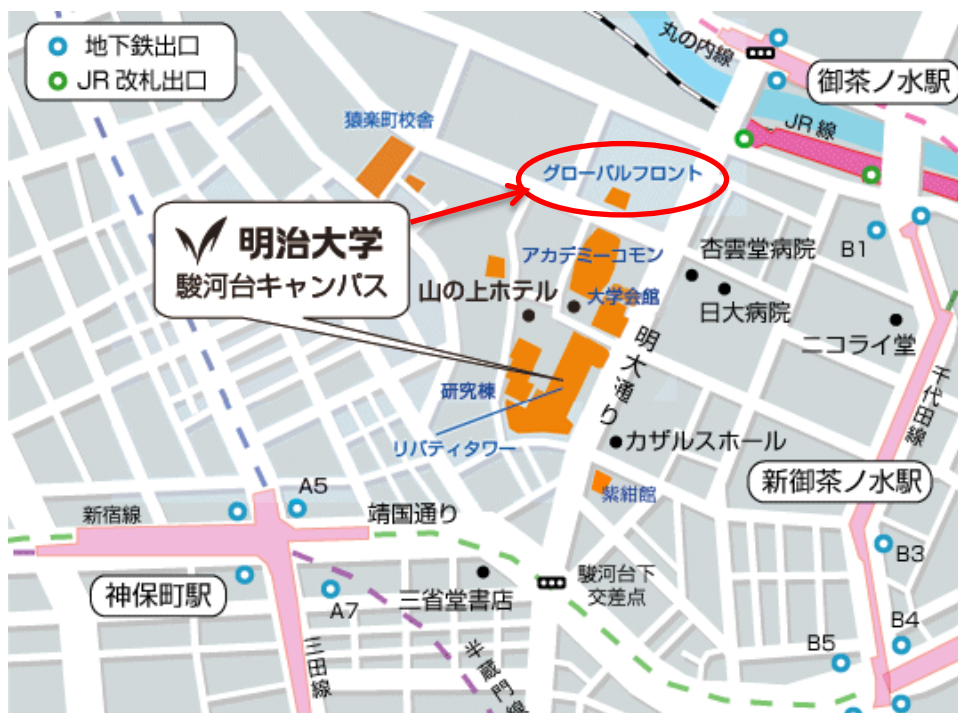 地下鉄出口
JR 改札出口
丸の内線
御茶ノ水駅
JR 線
猿楽町校舎
グローバルフロント
明治大学
駿河台キャンパス
アカデミーコモン
杏雲堂病院
B1
山の上ホテル
大学会館
日大病院
ニコライ堂
明大通り
千代田線
研究棟
リバティタワー
カザルスホール
紫紺館
新御茶ノ水駅
A5
新宿線
靖国通り
B3
神保町駅
A7
三省堂書店
駿河台下
交差点
B4
B5
三田線
半蔵門線